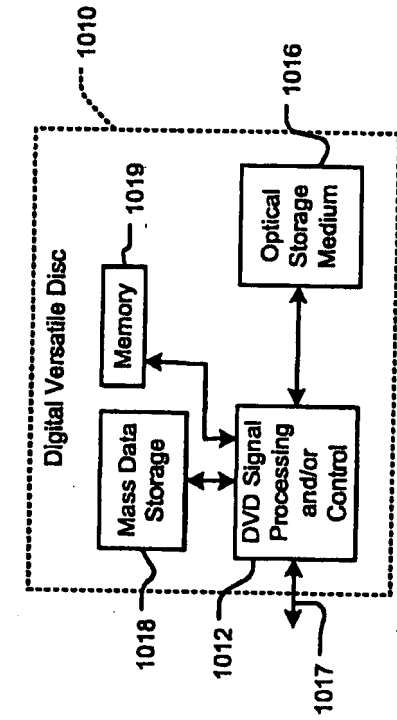 1010
Digital Versatile Disc
1019
Memory
Mass Data
Storage
1018
1016
Optical
Storage
Medium
DVD Signal
Processing
and/or
Control
1012
1017